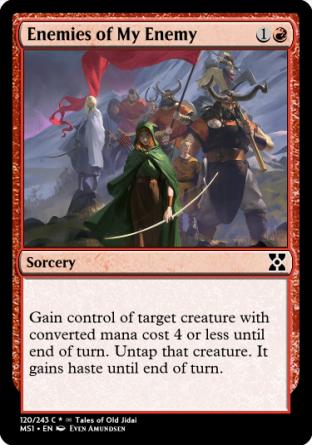 Enemies of My Enemy 1
Sorcery
Gain control of target creature with
converted mana cost 4 or less until
end of turn. Untap that creature. It
gains haste until end of turn.
120/243 C * ∞ Tales of Old Jidai
MS1 • EN Even Amundsen